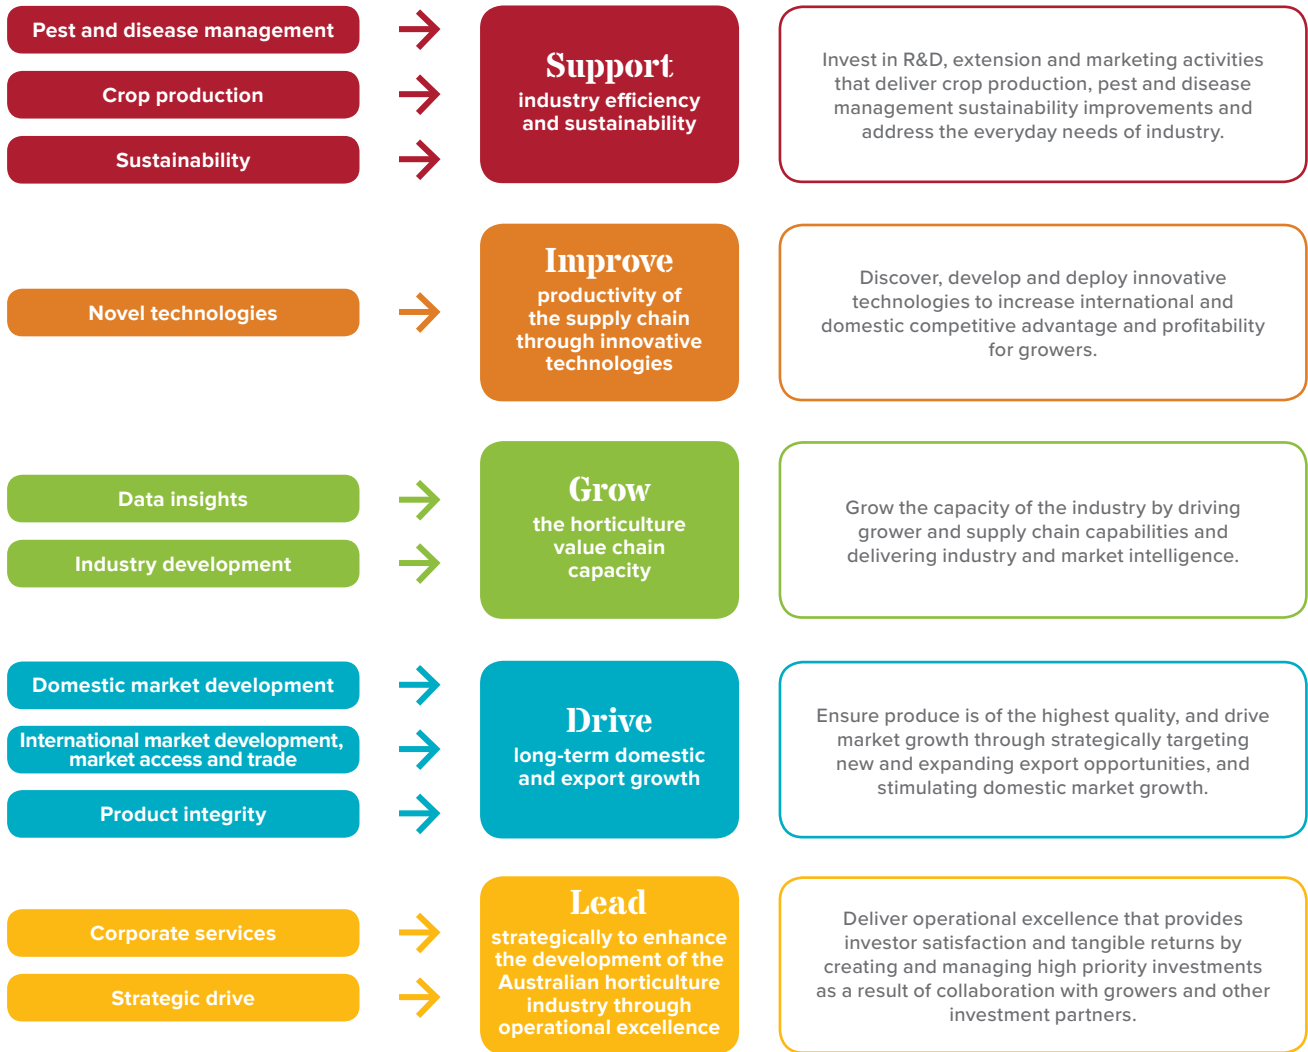 Pest and disease management
Crop production
Sustainability
Support
industry efficiency
and sustainability
Invest in R&D, extension and marketing activities
that deliver crop production, pest and disease
management sustainability improvements and
address the everyday needs of industry.
Novel technologies
Improve
productivity of
the supply chain
through innovative
technologies
Discover, develop and deploy innovative
technologies to increase international and
domestic competitive advantage and profitability
for growers.
Data insights
Industry development
Grow
the horticulture
value chain
capacity
Grow the capacity of the industry by driving
grower and supply chain capabilities and
delivering industry and market intelligence.
Domestic market development
International market development,
market access and trade
Product integrity
Drive
long-term domestic
and export growth
Ensure produce is of the highest quality, and drive
market growth through strategically targeting
new and expanding export opportunities, and
stimulating domestic market growth.
Corporate services
Strategic drive
Lead
strategically to enhance
the development of the
Australian horticulture
industry through
operational excellence
Deliver operational excellence that provides
investor satisfaction and tangible returns by
creating and managing high priority investments
as a result of collaboration with growers and other
investment partners.